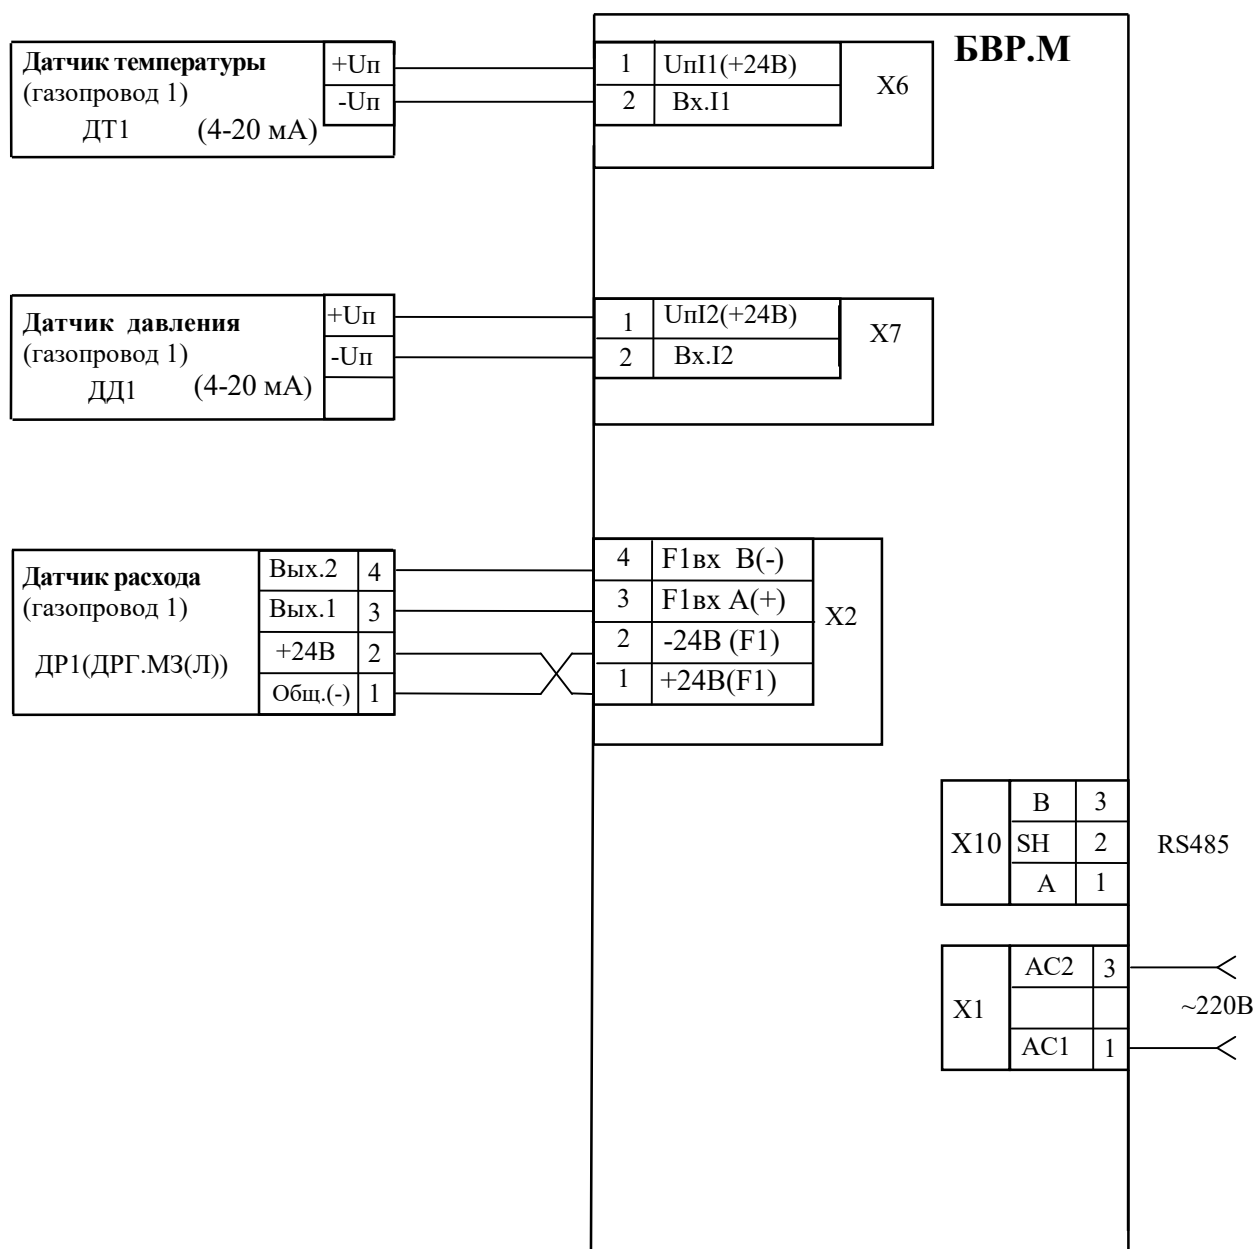 БВР.М
Датчик температуры
(газопровод 1)
ДТ1 (4-20 мА)
+Uп
-Uп
1 UпI1(+24В)
2 Вх.I1
X6
Датчик давления
(газопровод 1)
ДД1 (4-20 мА)
+Uп
-Uп
1 UпI2(+24В)
2 Вх.I2
X7
Датчик расхода
(газопровод 1)
ДР1(ДРГ.МЗ(Л))
Вых.2 4
Вых.1 3
+24В 2
Общ.(-) 1
4 F1вх В(-)
3 F1вх А(+)
2 -24В (F1)
1 +24В(F1)
X2
X10
B 3
SH 2
A 1
RS485
X1
AC2 3
AC1 1
~220В